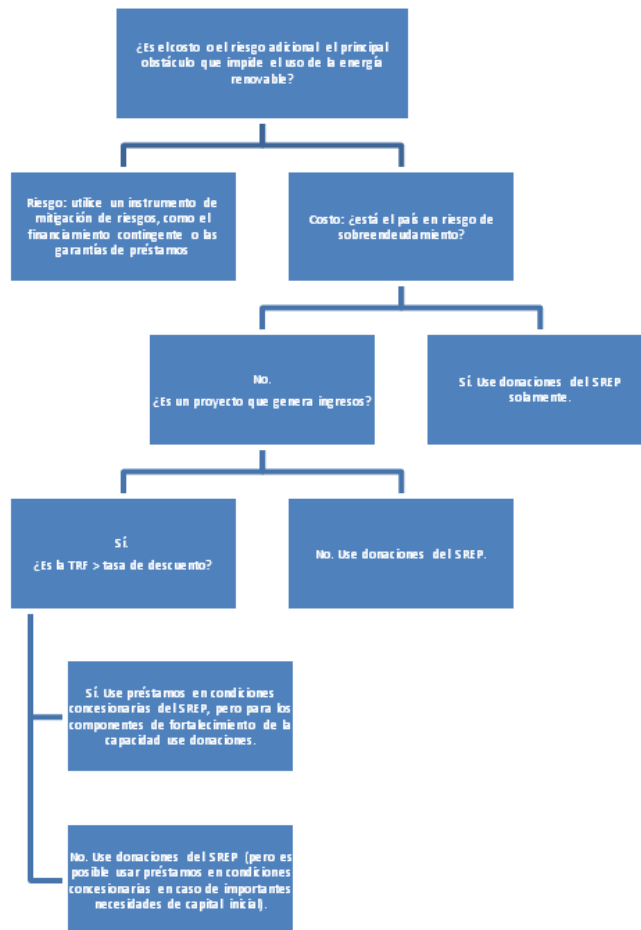 ¿Es el costo o el riesgo adicional el principal
obstáculo que impide el uso de la energía
renovable?
Riesgo: utilice un instrumento de
mitigación de riesgos, como el
financiamiento contingente o las
garantías de préstamos
Costo: ¿está el país en riesgo de
sobreendeudamiento?
No.
¿Es un proyecto que genera ingresos?
Sí. Use donaciones del SREP
solamente.
Sí.
¿Es la TRF > tasa de descuento?
No. Use donaciones del SREP.
Sí. Use préstamos en condiciones
concesionarias del SREP, pero para los
componentes de fortalecimiento de la
capacidad use donaciones.
No. Use donaciones del SREP (pero es
posible usar préstamos en condiciones
concesionarias en caso de importantes
necesidades de capital inicial).